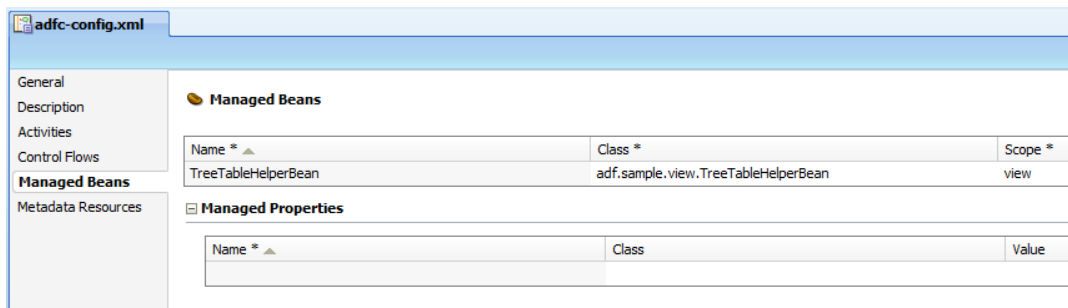 adfc-config.xml
General
Description
Activities
Control Flows
Managed Beans
Metadata Resources
Managed Beans
Name * Class * Scope *
TreeTableHelperBean adf.sample.view.TreeTableHelperBean view
Managed Properties
Name * Class Value